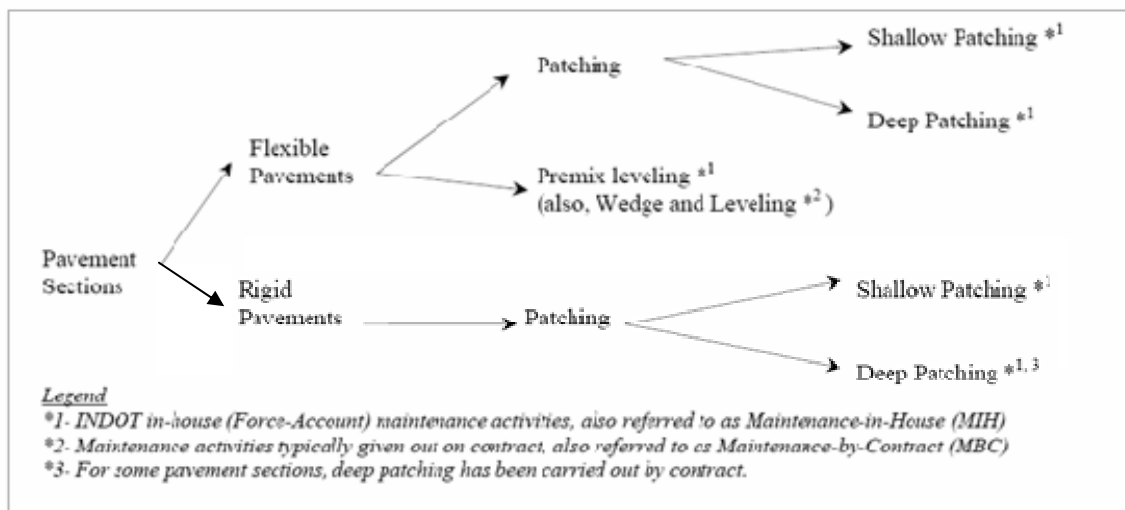 Shallow Patching *1
Patching
Deep Patching *1
Flexible
Pavements
Premix leveling *1
(also, Wedge and Leveling *2 )
Pavement
Sections
Rigid
Pavements
Patching
Shallow Patching *1
Deep Patching *1, 3
Legend
*1- INDOT in-house (Force-Account) maintenance activities, also referred to as Maintenance-in-House (MIH)
*2- Maintenance activities typically given out on contract, also referred to as Maintenance-by-Contract (MBC)
*3- For some pavement sections, deep patching has been carried out by contract.